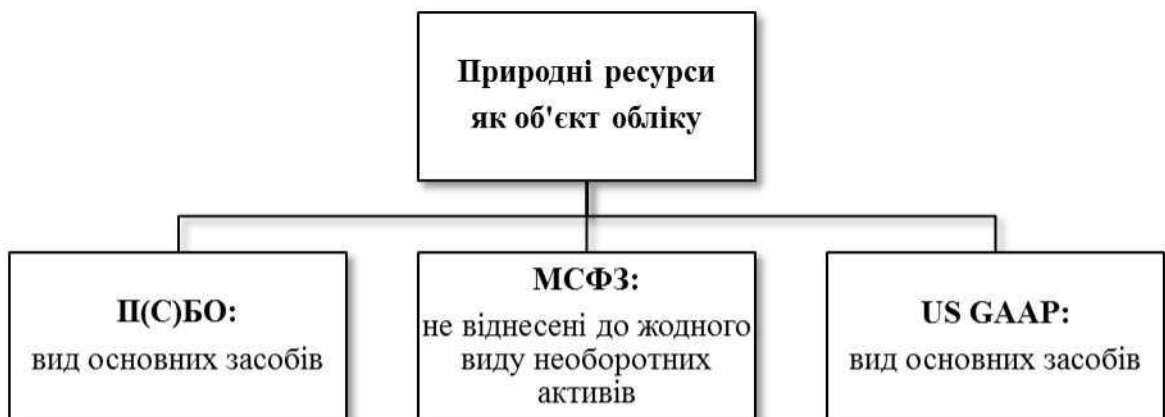 Природні ресурси
як об'єкт обліку
П(С)БО:
вид основних засобів
МСФЗ:
не віднесені до жодного
виду необоротних
активів
US GAAP:
вид основних засобів